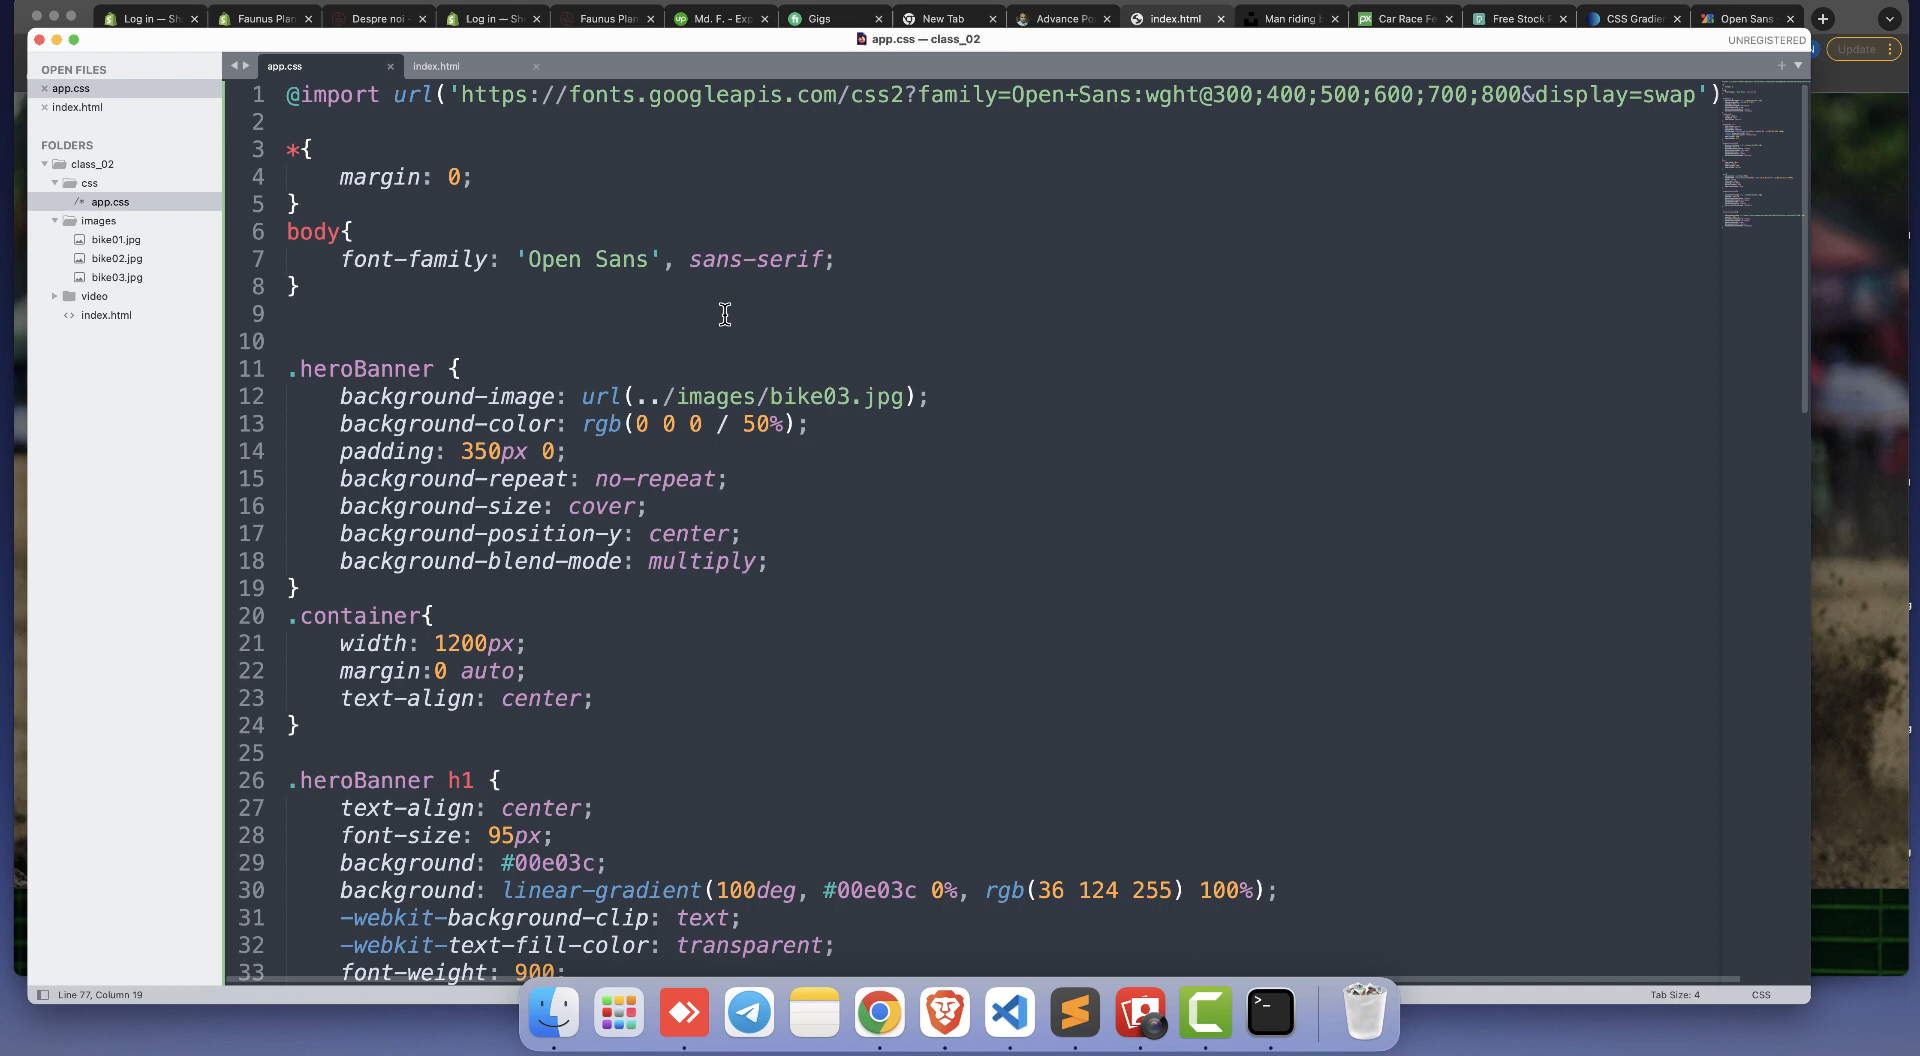 Log in — Sh
Faunus Plan
Despre noi -
Log in — Sh
Faunus Plan
Md. F. - Exp
Gigs
New Tab
Advance Po
index.html
Man riding b
Car Race Fe
Free Stock F
CSS Gradie
Open Sans
Update
app.css — class_02
UNREGISTERED
OPEN FILES
app.css
index.html
FOLDERS
class_02
css
/* app.css
images
bike01.jpg
bike02.jpg
bike03.jpg
video
<> index.html
app.css
index.html
1 @import url('https://fonts.googleapis.com/css2?family=Open+Sans:wght@300;400;500;600;700;800&display=swap')
2
3 *{
4 margin: 0;
5 }
6 body{
7 font-family: 'Open Sans', sans-serif;
8 }
9
10
11 .heroBanner {
12 background-image: url(../images/bike03.jpg);
13 background-color: rgb(0 0 0 / 50%);
14 padding: 350px 0;
15 background-repeat: no-repeat;
16 background-size: cover;
17 background-position-y: center;
18 background-blend-mode: multiply;
19 }
20 .container{
21 width: 1200px;
22 margin:0 auto;
23 text-align: center;
24 }
25
26 .heroBanner h1 {
27 text-align: center;
28 font-size: 95px;
29 background: #00e03c;
30 background: linear-gradient(100deg, #00e03c 0%, rgb(36 124 255) 100%);
31 -webkit-background-clip: text;
32 -webkit-text-fill-color: transparent;
33 font-weight: 900;
Line 77, Column 19
Tab Size: 4
CSS